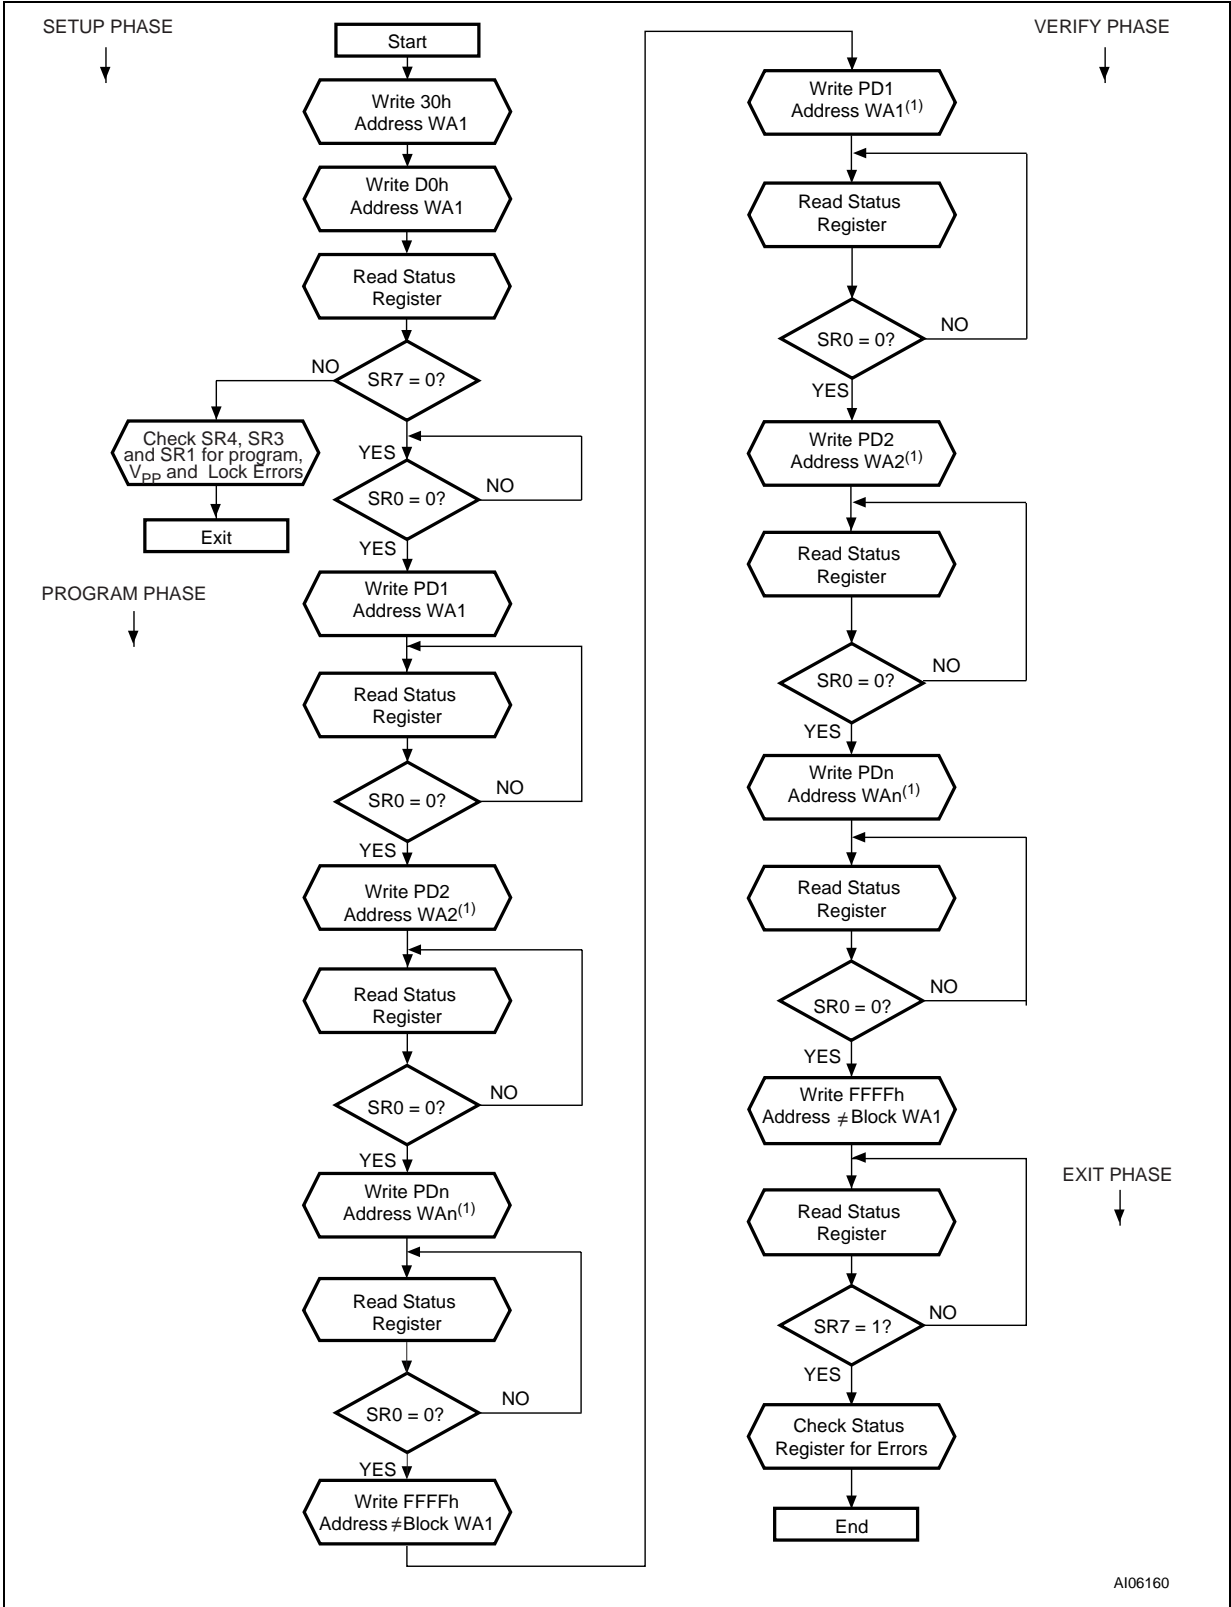 SETUP PHASE
Start
Write 30h
Address WA1
Write D0h
Address WA1
Read Status
Register
SR7 = 0?
NO
Check SR4, SR3
and SR1 for program,
VPP and Lock Errors
Exit
YES
SR0 = 0?
NO
YES
PROGRAM PHASE
Write PD1
Address WA1
Read Status
Register
SR0 = 0?
NO
YES
Write PD2
Address WA2(1)
Read Status
Register
SR0 = 0?
NO
YES
Write PDn
Address WAn(1)
Read Status
Register
SR0 = 0?
NO
YES
Write FFFFh
Address ≠Block WA1
VERIFY PHASE
Write PD1
Address WA1(1)
Read Status
Register
SR0 = 0?
NO
YES
Write PD2
Address WA2(1)
Read Status
Register
SR0 = 0?
NO
YES
Write PDn
Address WAn(1)
Read Status
Register
SR0 = 0?
NO
YES
Write FFFFh
Address ≠Block WA1
EXIT PHASE
Read Status
Register
SR7 = 1?
NO
YES
Check Status
Register for Errors
End
AI06160